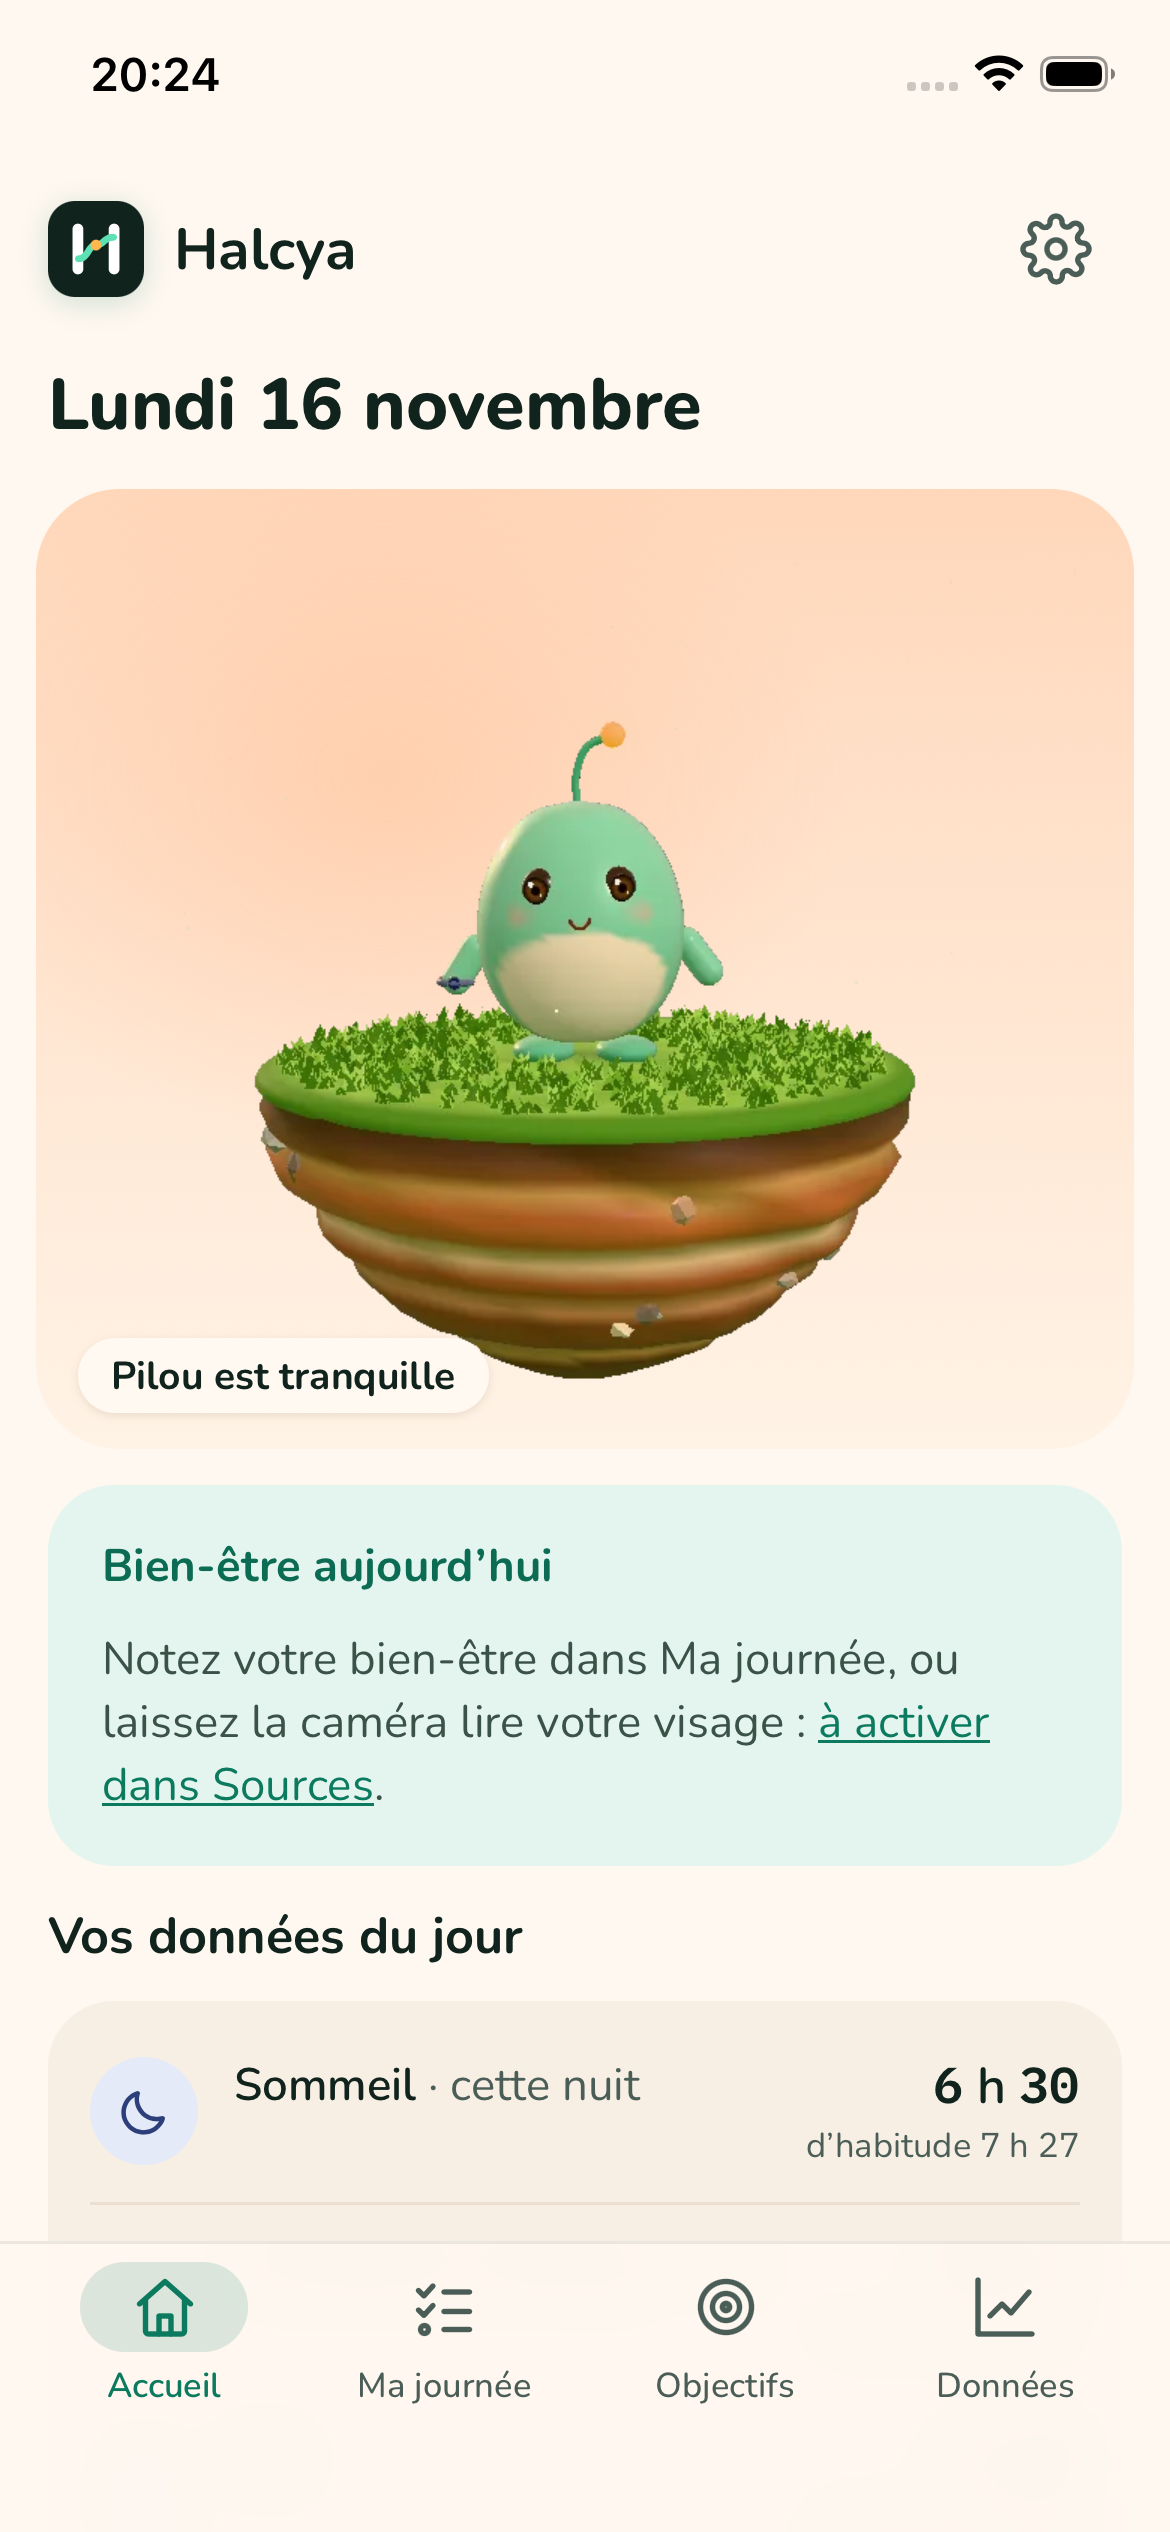 20:24
Halcya
Lundi 16 novembre
Pilou est tranquille
Bien-être aujourd’hui
Notez votre bien-être dans Ma journée, ou
laissez la caméra lire votre visage : à activer
dans Sources.
Vos données du jour
Sommeil · cette nuit
6 h 30
d’habitude 7 h 27
Accueil
Ma journée
Objectifs
Données